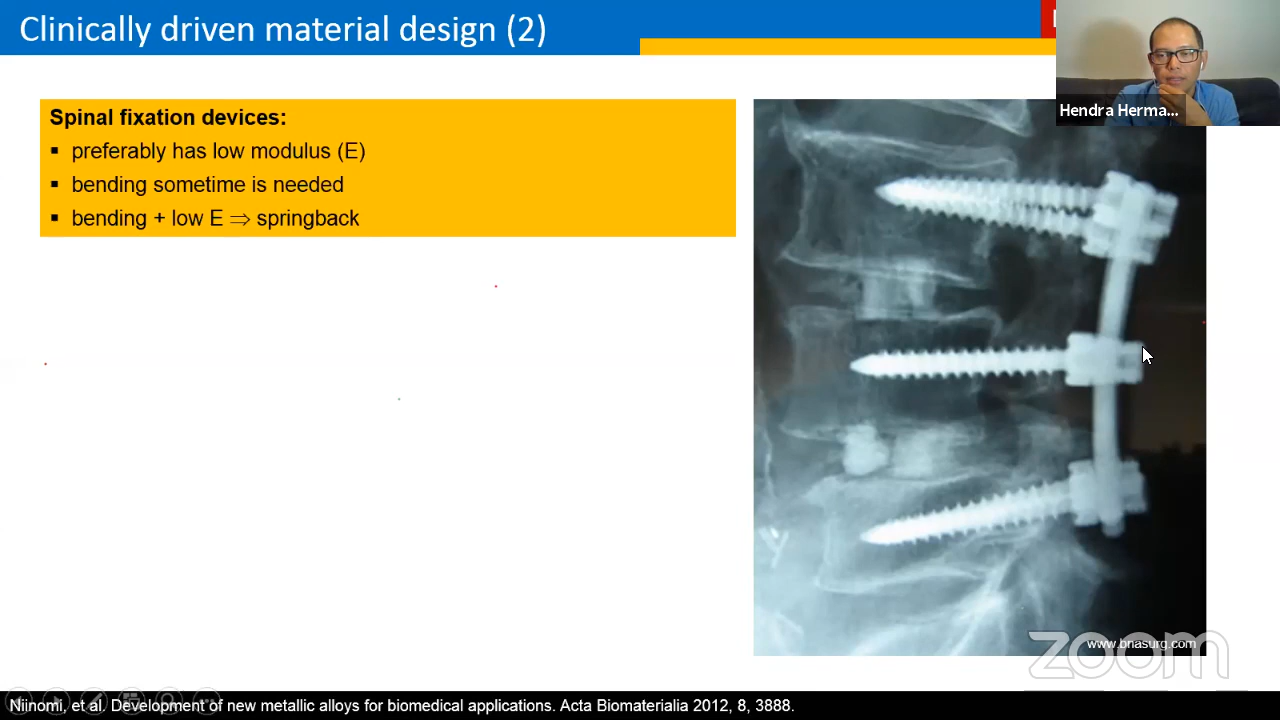 Clinically driven material design (2)
Hendra Herma...
Spinal fixation devices:
▪ preferably has low modulus (E)
▪ bending sometime is needed
▪ bending + low E ⇒ springback
www.bnasurg.com
zoom
Niinomi, et al. Development of new metallic alloys for biomedical applications. Acta Biomaterialia 2012, 8, 3888.